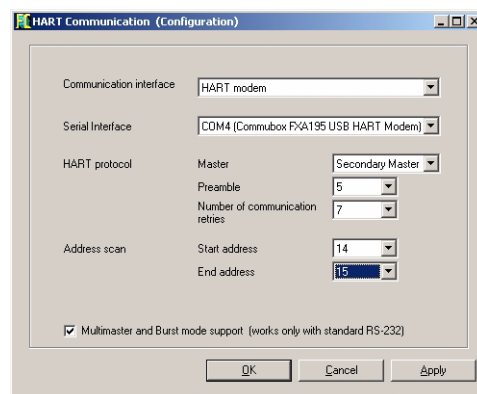 HART Communication (Configuration)
Communication interface HART modem
Serial Interface COM4 (Commubox FXA195 USB HART Modem)
HART protocol Master Secondary Master
Preamble 5
Number of communication 7
retries
Address scan Start address 14
End address 15
Multimaster and Burst mode support (works only with standard RS-232)
OK Cancel Apply